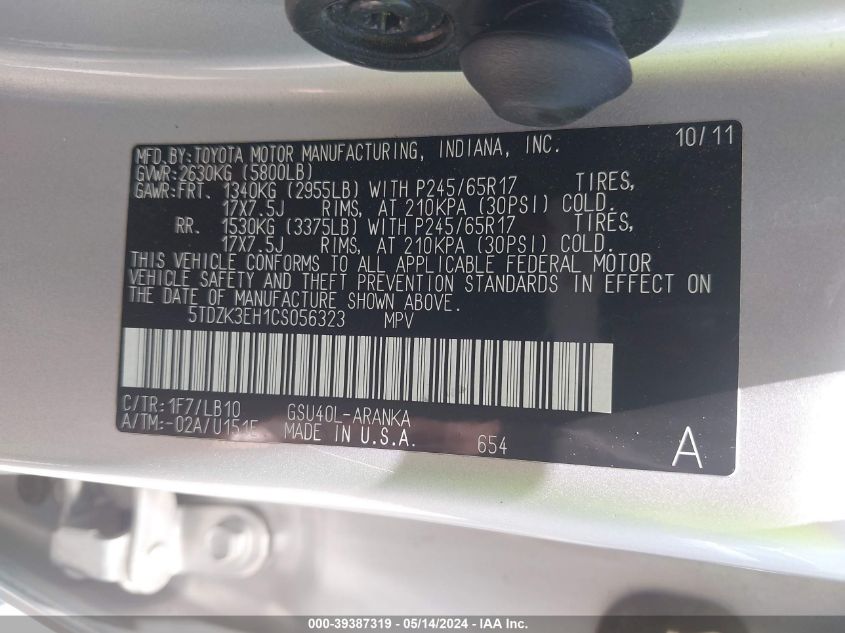 10/11
MFD.BY:TOYOTA MOTOR MANUFACTURING, INDIANA, INC.
GVWR:2630KG (5800LB)
GAWR:FRT. 1340KG (2955LB) WITH P245/65R17 TIRES,
17X7.5J RIMS, AT 210KPA (30PSI) COLD.
RR. 1530KG (3375LB) WITH P245/65R17 TIRES,
17X7.5J RIMS, AT 210KPA (30PSI) COLD.
THIS VEHICLE CONFORMS TO ALL APPLICABLE FEDERAL MOTOR
VEHICLE SAFETY AND THEFT PREVENTION STANDARDS IN EFFECT ON
THE DATE OF MANUFACTURE SHOWN ABOVE.
5TDZK3EH1CS056323 MPV
C/TR:1F7/LB10 GSU40L-ARANKA
A/TM:-02A/U151F MADE IN U.S.A. 654 A
000-39387319 / 05/14/2024 / IAA Inc.